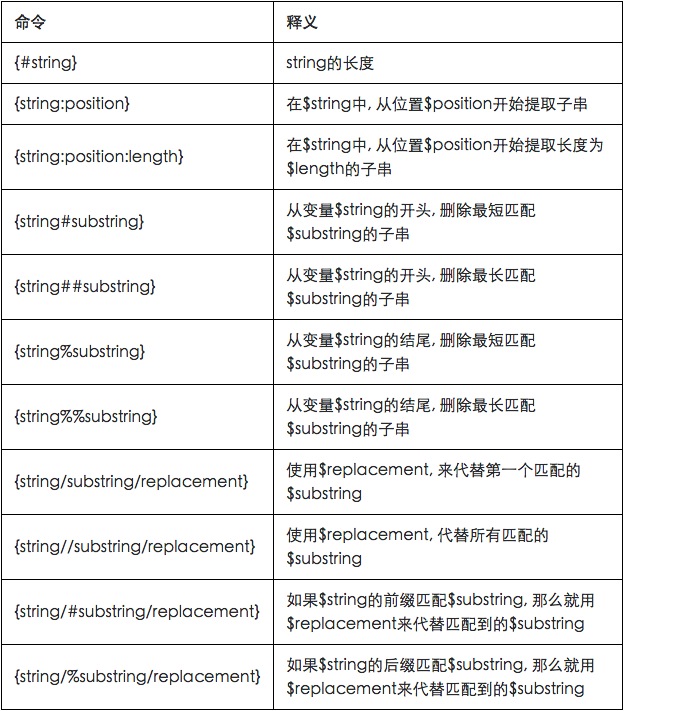 命令 释义
{#string} string的长度
{string:position} 在$string中, 从位置$position开始提取子串
{string:position:length} 在$string中, 从位置$position开始提取长度为
$length的子串
{string#substring} 从变量$string的开头, 删除最短匹配
$substring的子串
{string##substring} 从变量$string的开头, 删除最长匹配
$substring的子串
{string%substring} 从变量$string的结尾, 删除最短匹配
$substring的子串
{string%%substring} 从变量$string的结尾, 删除最长匹配
$substring的子串
{string/substring/replacement} 使用$replacement, 来代替第一个匹配的
$substring
{string//substring/replacement} 使用$replacement, 代替所有匹配的
$substring
{string/#substring/replacement} 如果$string的前缀匹配$substring, 那么就用
$replacement来代替匹配到的$substring
{string/%substring/replacement} 如果$string的后缀匹配$substring, 那么就用
$replacement来代替匹配到的$substring